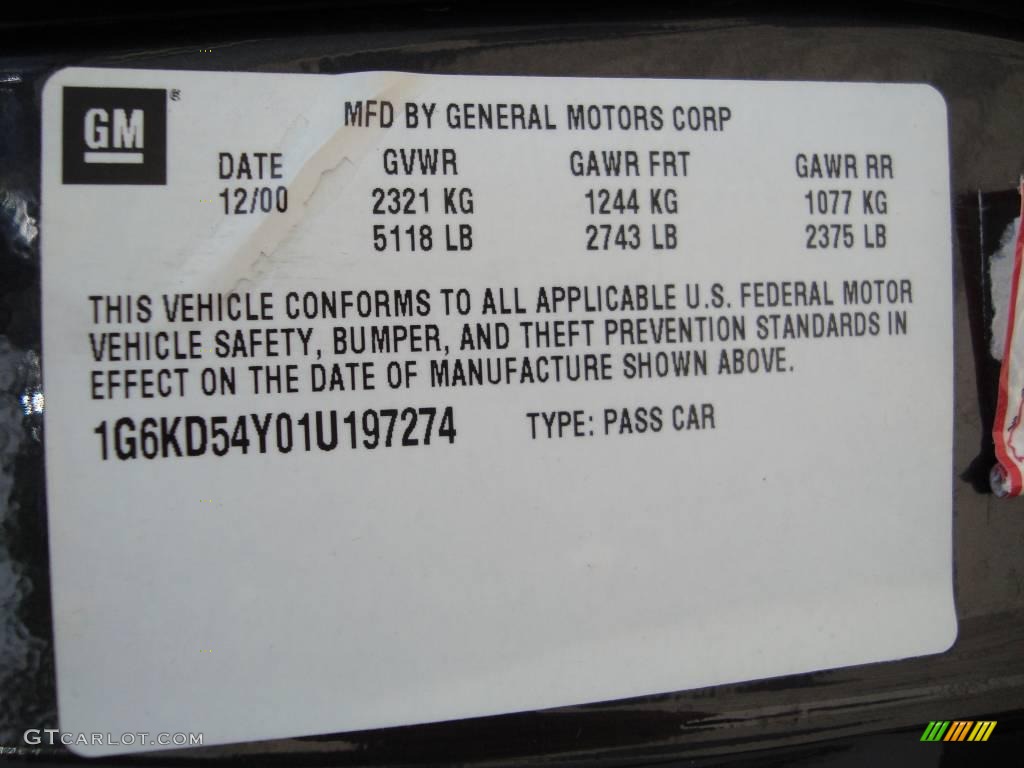 GM ®
MFD BY GENERAL MOTORS CORP
DATE GVWR GAWR FRT GAWR RR
12/00 2321 KG 1244 KG 1077 KG
5118 LB 2743 LB 2375 LB
THIS VEHICLE CONFORMS TO ALL APPLICABLE U.S. FEDERAL MOTOR
VEHICLE SAFETY, BUMPER, AND THEFT PREVENTION STANDARDS IN
EFFECT ON THE DATE OF MANUFACTURE SHOWN ABOVE.
1G6KD54Y01U197274 TYPE: PASS CAR
GTCARLOT.COM